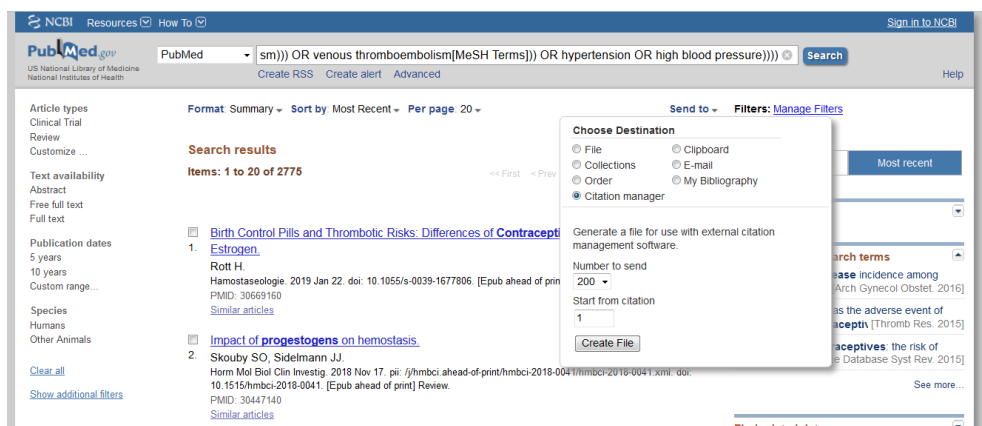 NCBI Resources How To Sign in to NCBI
PubMed.gov
US National Library of Medicine
National Institutes of Health
PubMed sm))) OR venous thromboembolism[MeSH Terms])) OR hypertension OR high blood pressure)))) Search
Create RSS Create alert Advanced Help
Article types
Clinical Trial
Review
Customize ...
Text availability
Abstract
Free full text
Full text
Publication dates
5 years
10 years
Custom range...
Species
Humans
Other Animals
Clear all
Show additional filters
Format: Summary Sort by: Most Recent Per page: 20 Send to Filters: Manage Filters
Search results
Items: 1 to 20 of 2775
<< First < Prev
Birth Control Pills and Thrombotic Risks: Differences of Contracepti
1. Estrogen.
Rott H.
Hamostaseologie. 2019 Jan 22. doi: 10.1055/s-0039-1677806. [Epub ahead of prin
PMID: 30669160
Similar articles
Impact of progestogens on hemostasis.
2. Skouby SO, Sidelmann JJ.
Horm Mol Biol Clin Investig. 2018 Nov 17. pii: /j/hmbci.ahead-of-print/hmbci-2018-0041/hmbci-2018-0041.xml. doi:
10.1515/hmbci-2018-0041. [Epub ahead of print] Review.
PMID: 30447140
Similar articles
Choose Destination
File Clipboard
Collections E-mail
Order My Bibliography
Citation manager
Generate a file for use with external citation
management software.
Number to send
200
Start from citation
1
Create File
Most recent
arch terms
ease incidence among
Arch Gynecol Obstet. 2016]
as the adverse event of
aceptiv [Thromb Res. 2015]
aceptives: the risk of
e Database Syst Rev. 2015]
See more...